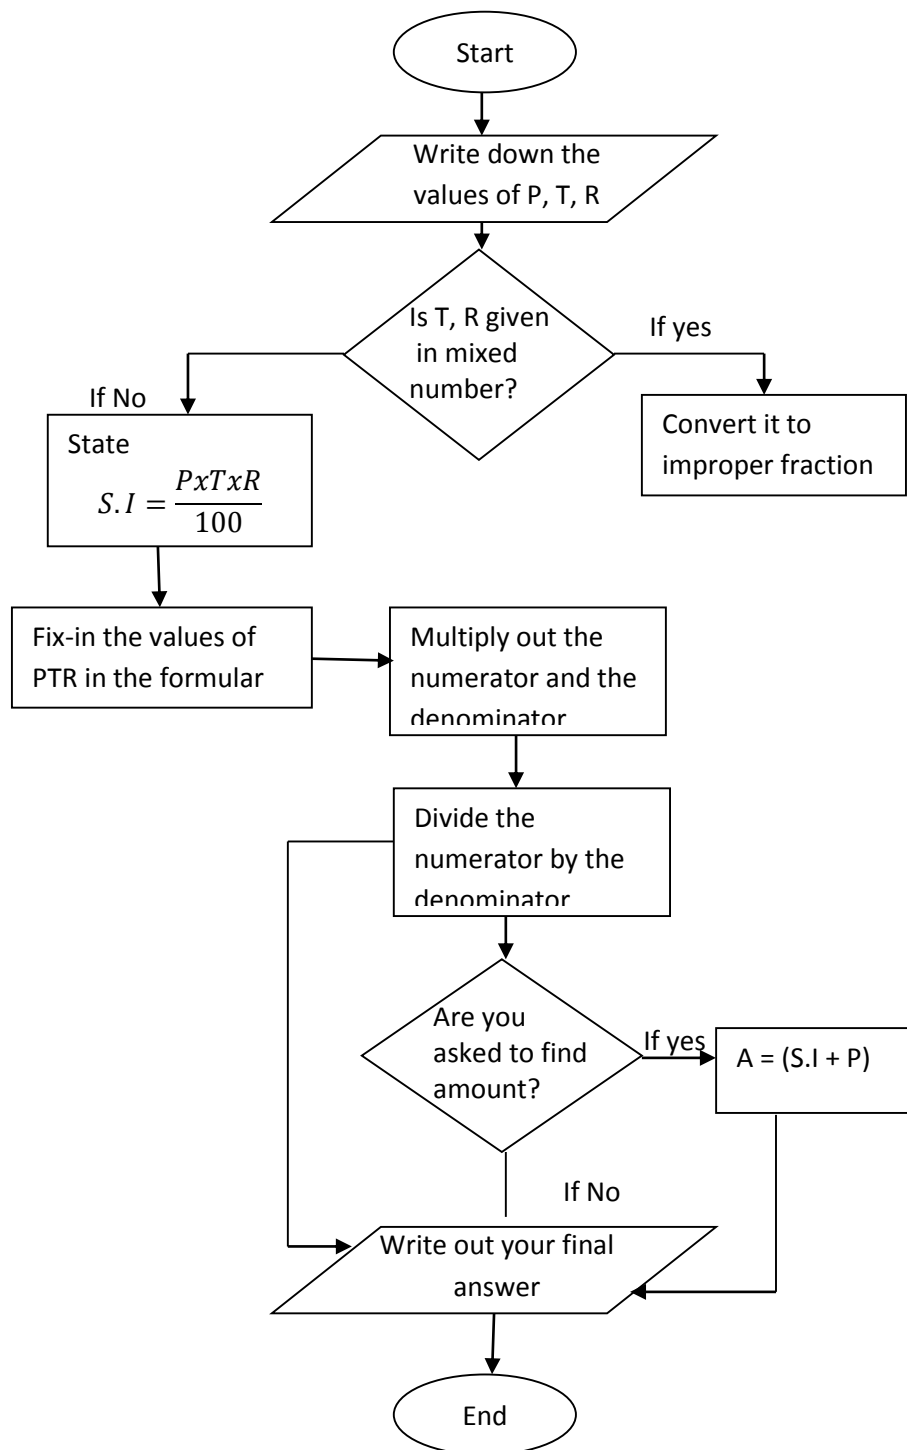 Start
Write down the
values of P, T, R
Is T, R given
in mixed
number?
If yes
If No
Convert it to
improper fraction
State
S.I = PxTxR / 100
Fix-in the values of
PTR in the formular
Multiply out the
numerator and the
denominator
Divide the
numerator by the
denominator
Are you
asked to find
amount?
If yes
A = (S.I + P)
If No
Write out your final
answer
End